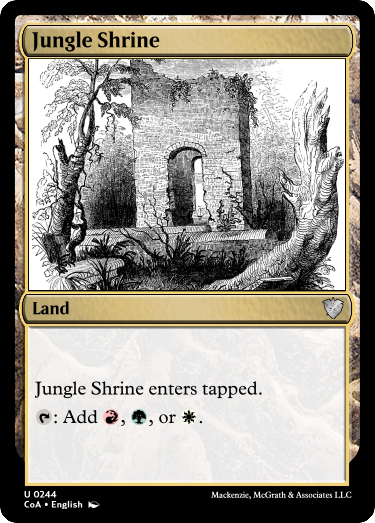 Jungle Shrine
Land
Jungle Shrine enters tapped.
: Add , , or .
U 0244
CoA • English
Mackenzie, McGrath & Associates LLC